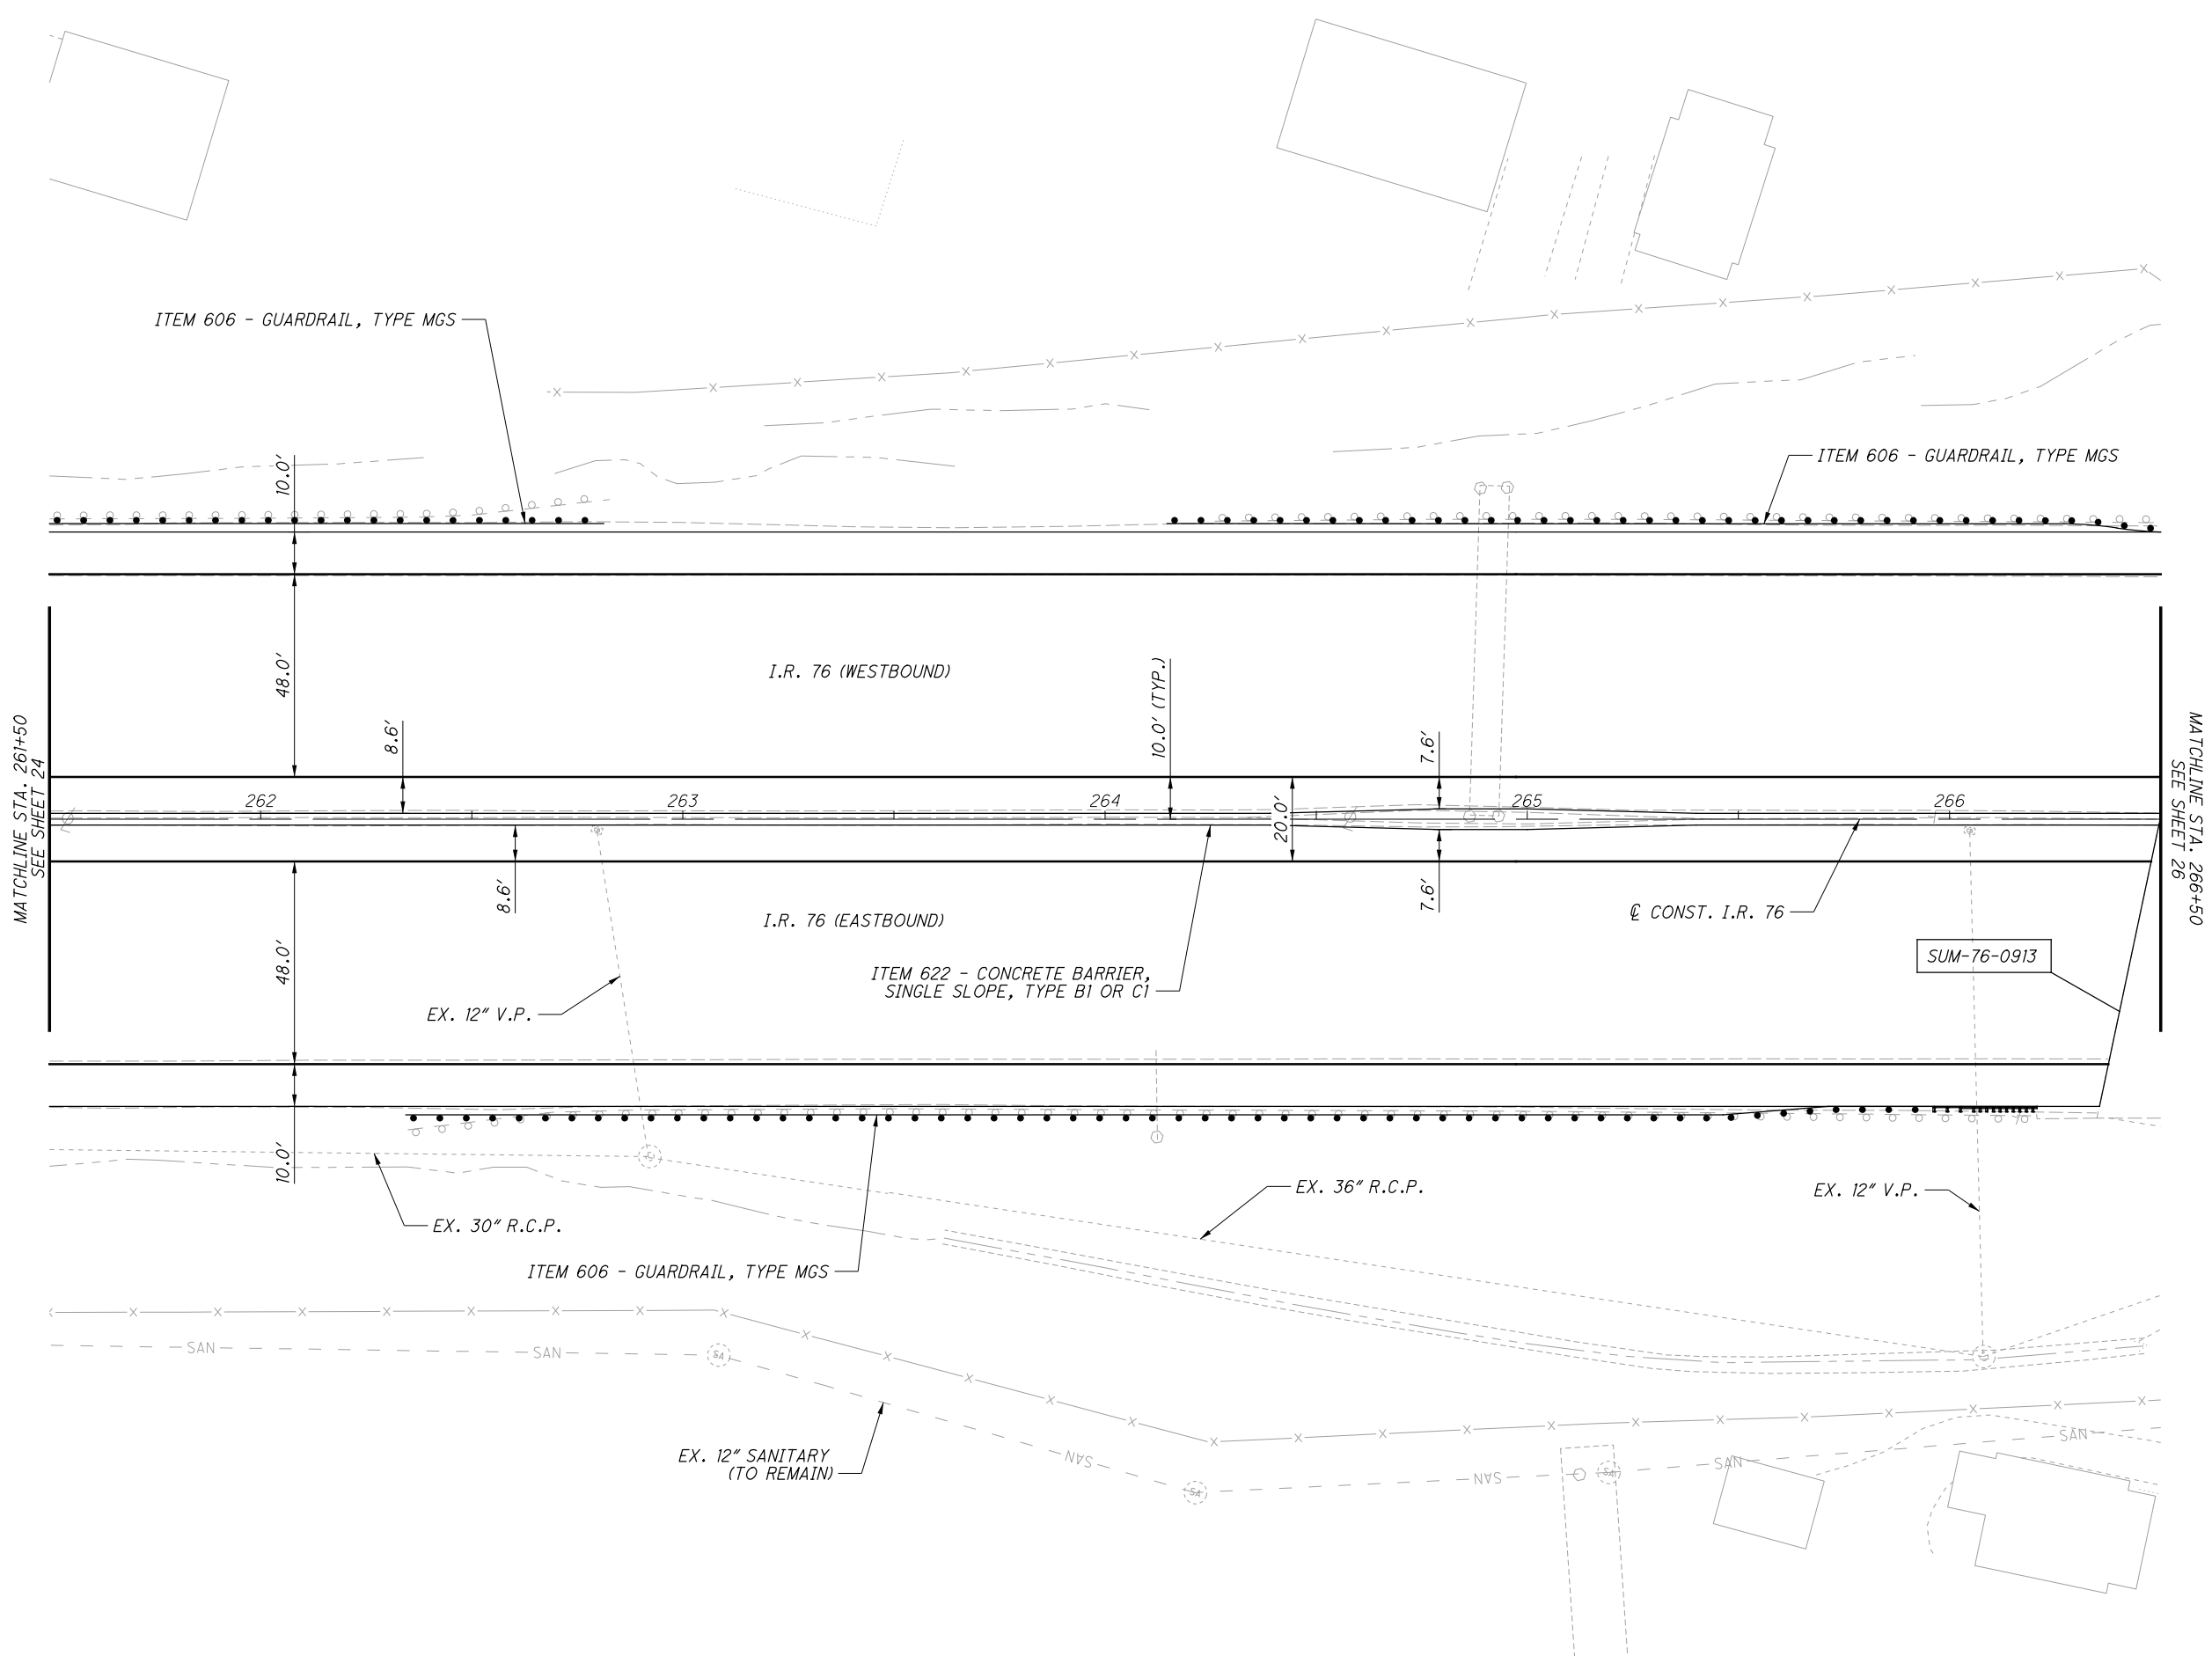 ITEM 606 - GUARDRAIL, TYPE MGS
ITEM 606 - GUARDRAIL, TYPE MGS
10.0'
48.0'
I.R. 76 (WESTBOUND)
10.0' (TYP.)
8.6'
7.6'
MATCHLINE STA. 261+50
SEE SHEET 24
MATCHLINE STA. 266+50
SEE SHEET 26
262
263
264
265
266
20.0'
8.6'
7.6'
I.R. 76 (EASTBOUND)
℄ CONST. I.R. 76
48.0'
ITEM 622 - CONCRETE BARRIER,
SINGLE SLOPE, TYPE B1 OR C1
SUM-76-0913
EX. 12" V.P.
10.0'
EX. 30" R.C.P.
EX. 36" R.C.P.
EX. 12" V.P.
ITEM 606 - GUARDRAIL, TYPE MGS
SAN
SAN
SA
EX. 12" SANITARY
(TO REMAIN)
SAN
SA
SAN
SA
SAN
SAN